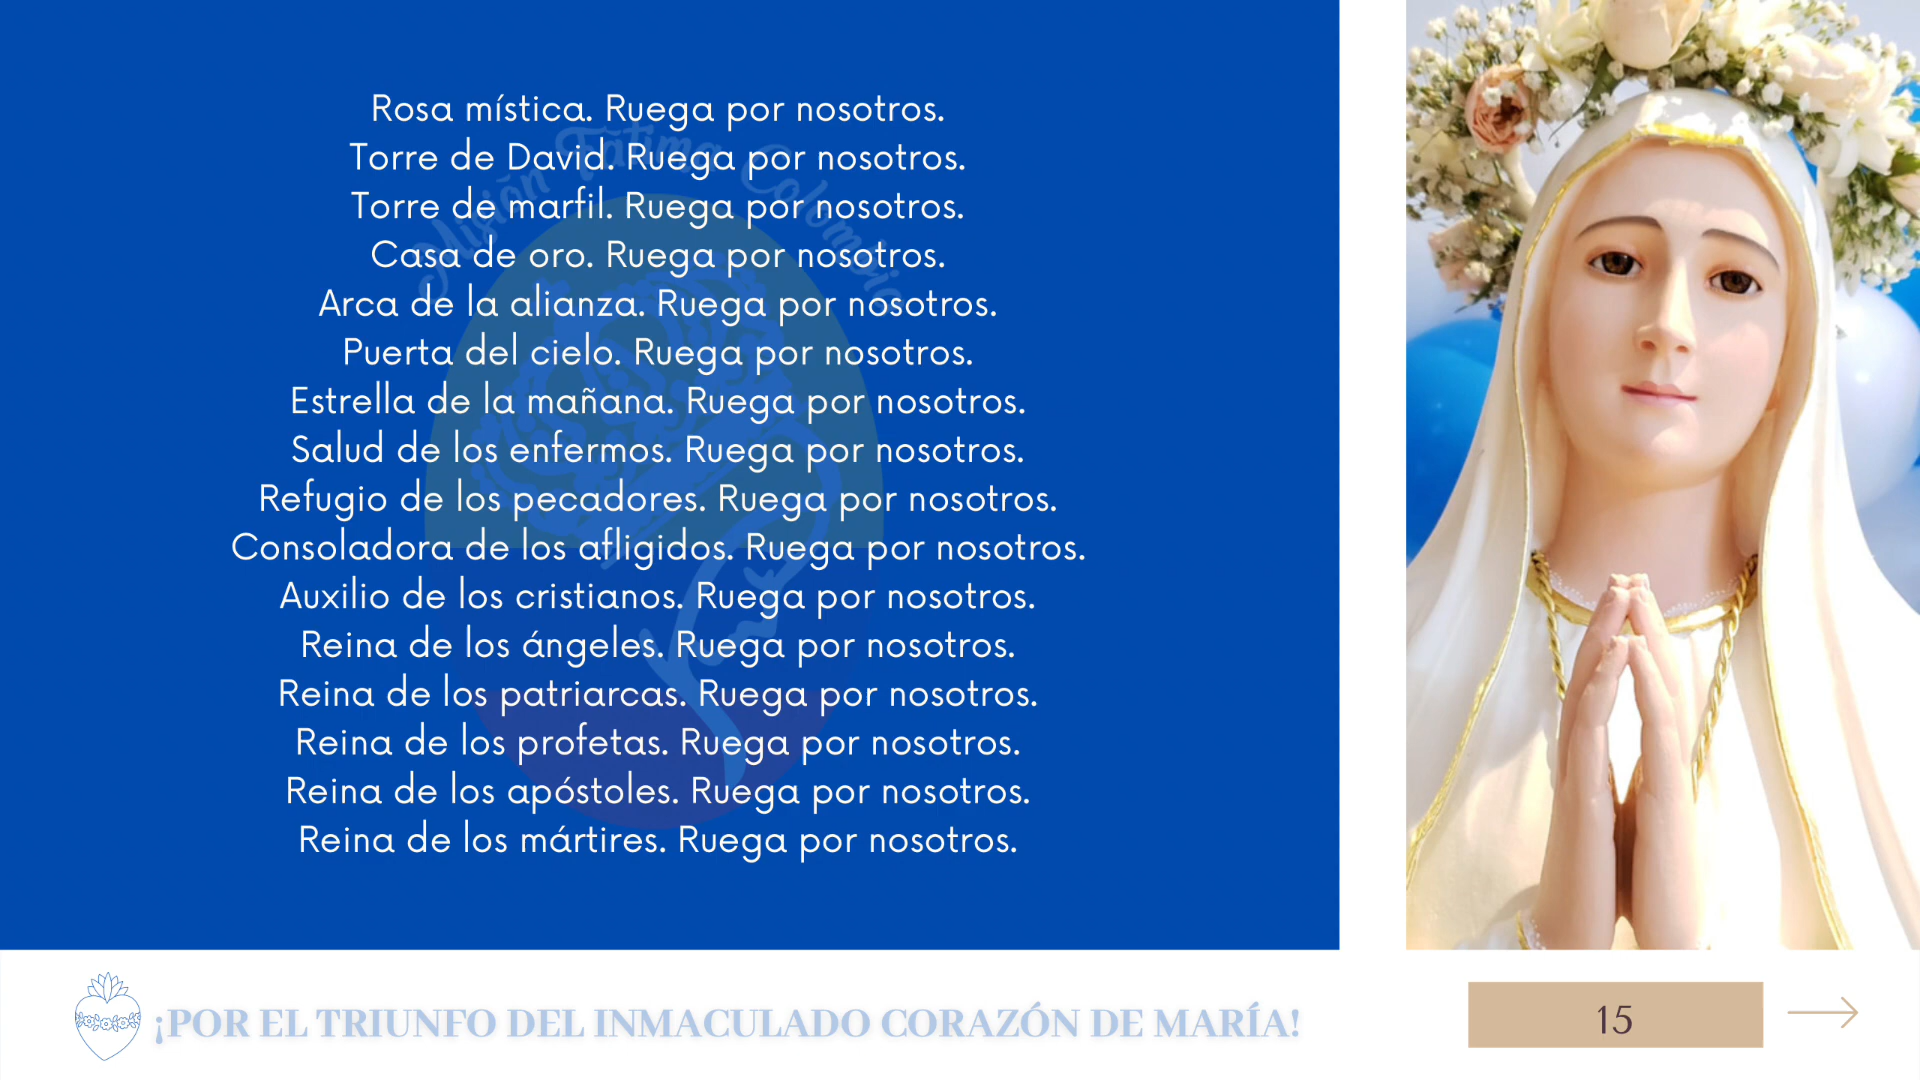 Rosa mística. Ruega por nosotros.
Torre de David. Ruega por nosotros.
Torre de marfil. Ruega por nosotros.
Casa de oro. Ruega por nosotros.
Arca de la alianza. Ruega por nosotros.
Puerta del cielo. Ruega por nosotros.
Estrella de la mañana. Ruega por nosotros.
Salud de los enfermos. Ruega por nosotros.
Refugio de los pecadores. Ruega por nosotros.
Consoladora de los afligidos. Ruega por nosotros.
Auxilio de los cristianos. Ruega por nosotros.
Reina de los ángeles. Ruega por nosotros.
Reina de los patriarcas. Ruega por nosotros.
Reina de los profetas. Ruega por nosotros.
Reina de los apóstoles. Ruega por nosotros.
Reina de los mártires. Ruega por nosotros.
Misión Fátima Colombia
¡POR EL TRIUNFO DEL INMACULADO CORAZÓN DE MARÍA!
15